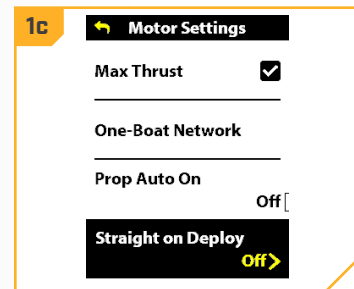 1c
Motor Settings
Max Thrust
One-Boat Network
Prop Auto On
Off
Straight on Deploy
Off>